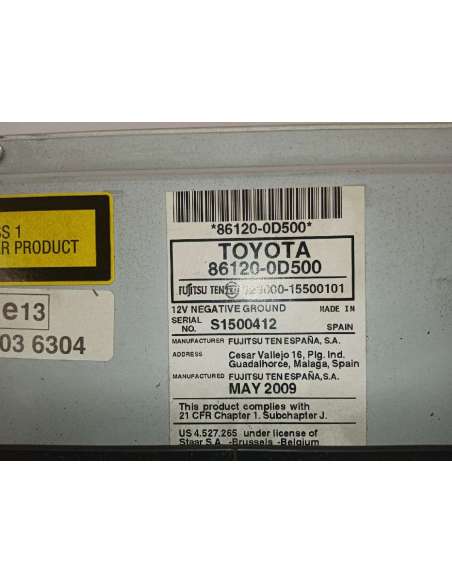 *86120-0D500*
TOYOTA
86120-0D500
FUJITSU TEN 129000-15500101
12V NEGATIVE GROUND MADE IN
SERIAL NO. S1500412 SPAIN
MANUFACTURER FUJITSU TEN ESPAÑA, S.A.
ADDRESS Cesar Vallejo 16, Plg. Ind.
Guadalhorce, Malaga, Spain
MANUFACTURED FUJITSU TEN ESPAÑA, S.A.
MAY 2009
This product complies with
21 CFR Chapter 1. Subchapter J.
US 4.527.265 under license of
Staar S.A. -Brussels -Belgium
SS 1
R PRODUCT
e13
03 6304